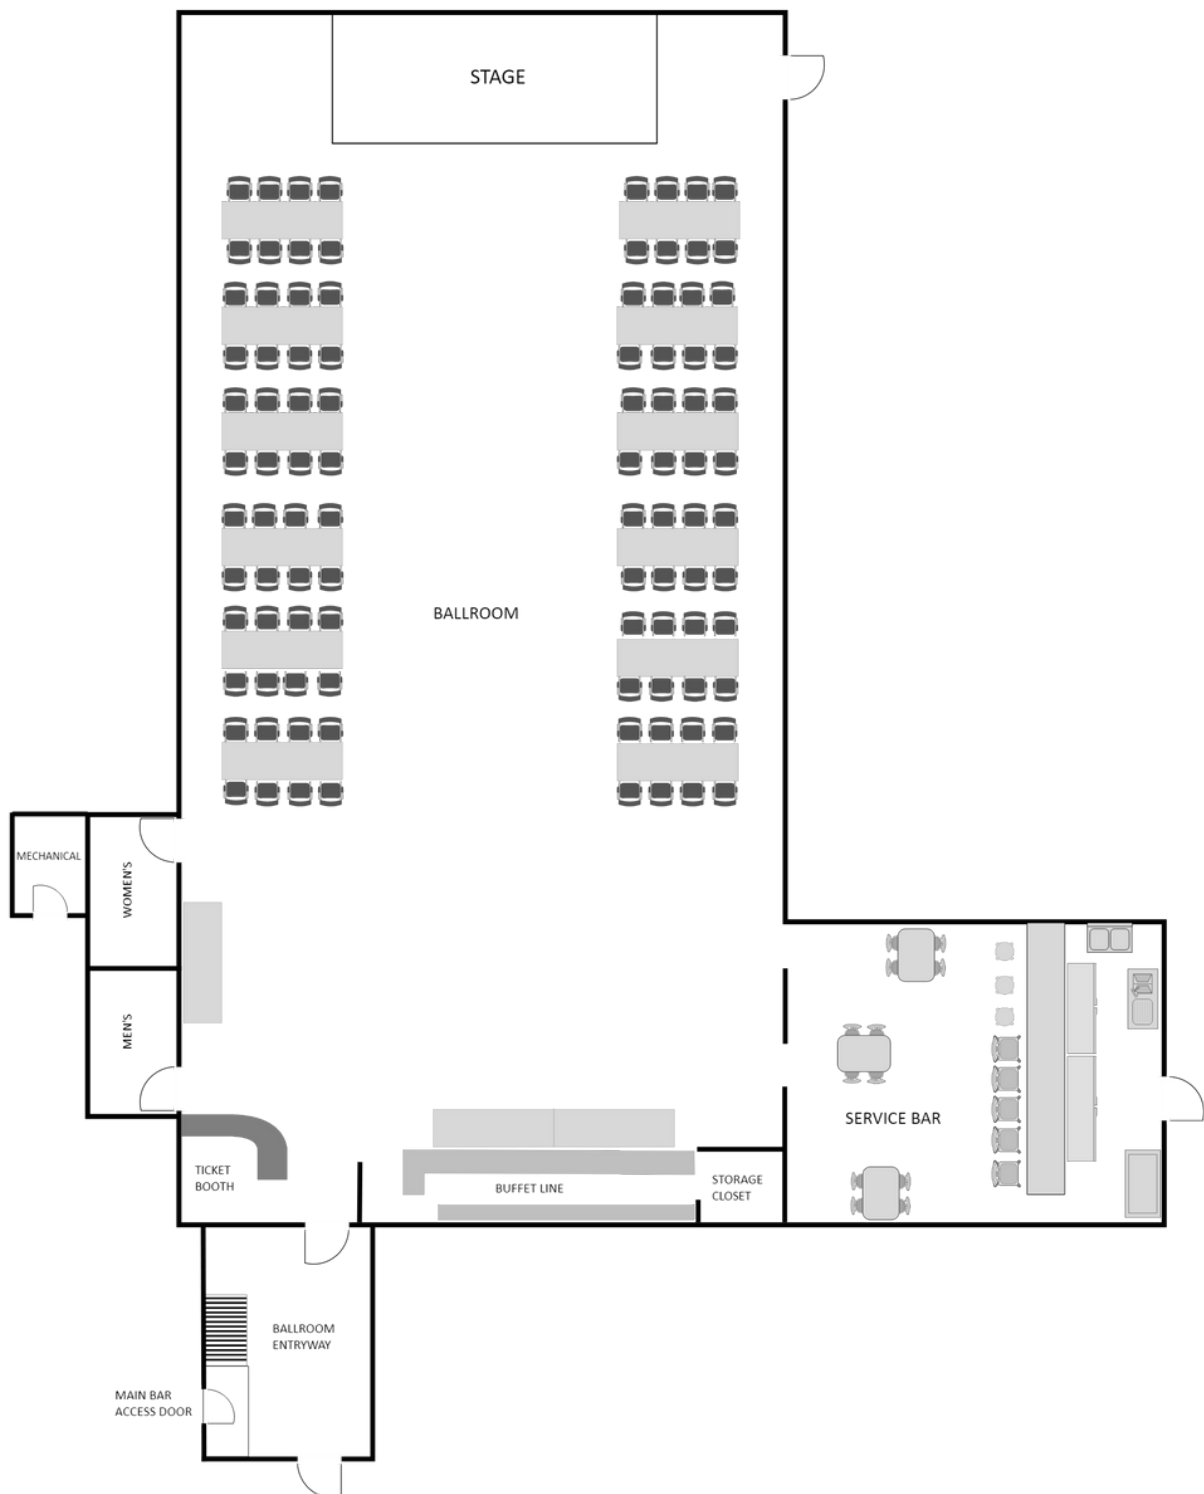 STAGE
BALLROOM
MECHANICAL
WOMEN'S
MEN'S
SERVICE BAR
TICKET
BOOTH
BUFFET LINE
STORAGE
CLOSET
BALLROOM
ENTRYWAY
MAIN BAR
ACCESS DOOR